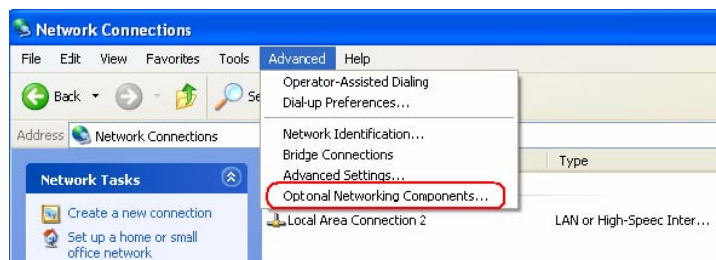 Network Connections
File Edit View Favorites Tools Advanced Help
Back Se
Operator-Assisted Dialing
Dial-up Preferences...
Address Network Connections
Network Identification...
Bridge Connections
Advanced Settings...
Optional Networking Components...
Type
Network Tasks
Create a new connection
Set up a home or small
office network
Local Area Connection 2 LAN or High-Speec Inter...